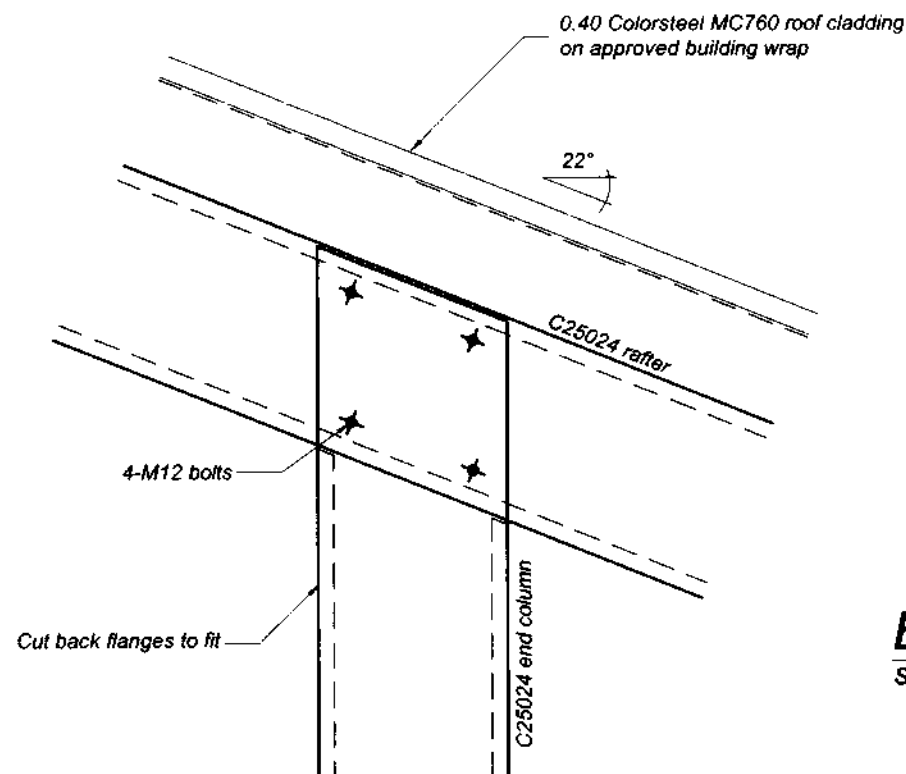 0.40 Colorsteel MC760 roof cladding
on approved building wrap
22°
C25024 rafter
4-M12 bolts
Cut back flanges to fit
C25024 end column